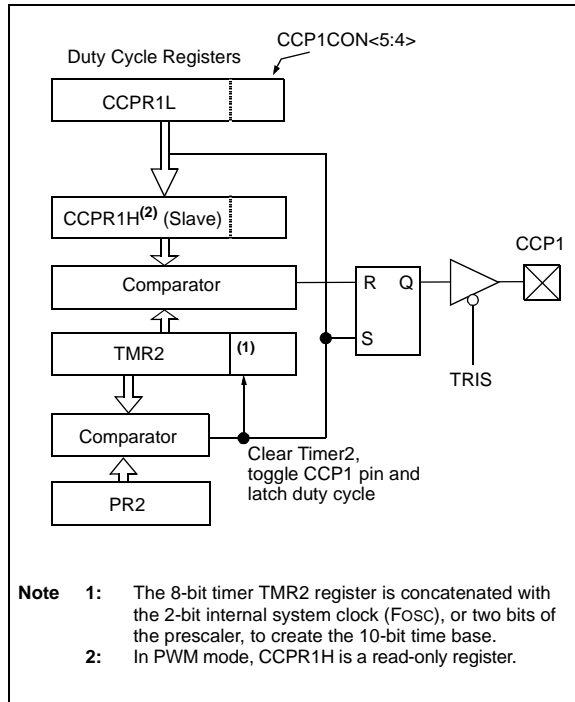 CCP1CON<5:4>
Duty Cycle Registers
CCPR1L
CCPR1H(2) (Slave)
CCP1
Comparator
R Q
S
TMR2 (1)
TRIS
Comparator
Clear Timer2,
toggle CCP1 pin and
latch duty cycle
PR2
Note 1: The 8-bit timer TMR2 register is concatenated with
the 2-bit internal system clock (FOSC), or two bits of
the prescaler, to create the 10-bit time base.
2: In PWM mode, CCPR1H is a read-only register.